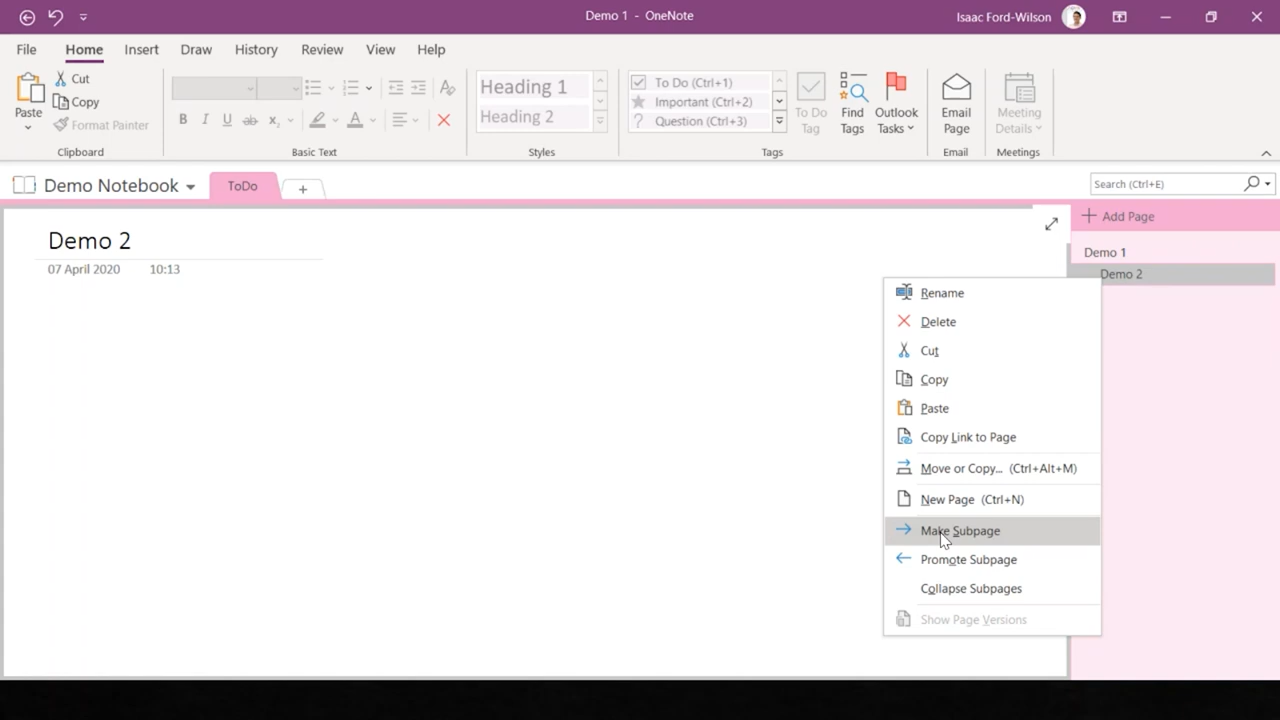 Demo 1 - OneNote
Isaac Ford-Wilson
File Home Insert Draw History Review View Help
Paste
Cut
Copy
Format Painter
Clipboard
B I U ab x₂ A
Basic Text
Heading 1
Heading 2
Styles
To Do (Ctrl+1)
Important (Ctrl+2)
? Question (Ctrl+3)
To Do
Tag
Find
Tags
Outlook
Tasks
Tags
Email
Page
Email
Meeting
Details
Meetings
Demo Notebook
ToDo
+
Search (Ctrl+E)
Demo 2
07 April 2020 10:13
+ Add Page
Demo 1
Demo 2
Rename
Delete
Cut
Copy
Paste
Copy Link to Page
Move or Copy... (Ctrl+Alt+M)
New Page (Ctrl+N)
Make Subpage
Promote Subpage
Collapse Subpages
Show Page Versions